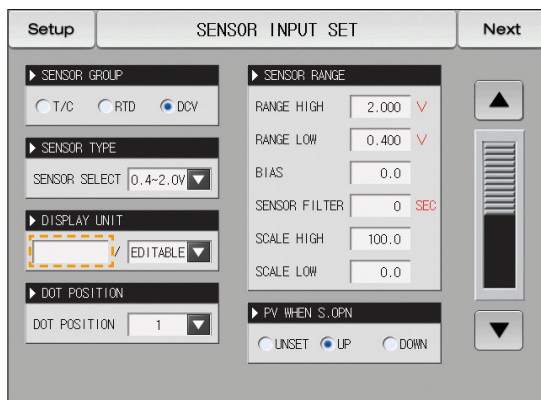 Setup
SENSOR INPUT SET
Next
SENSOR GROUP
T/C RTD DCV
SENSOR TYPE
SENSOR SELECT 0.4~2.0V
DISPLAY UNIT
/ EDITABLE
DOT POSITION
DOT POSITION 1
SENSOR RANGE
RANGE HIGH 2.000 V
RANGE LOW 0.400 V
BIAS 0.0
SENSOR FILTER 0 SEC
SCALE HIGH 100.0
SCALE LOW 0.0
PV WHEN S.OPN
UNSET UP DOWN